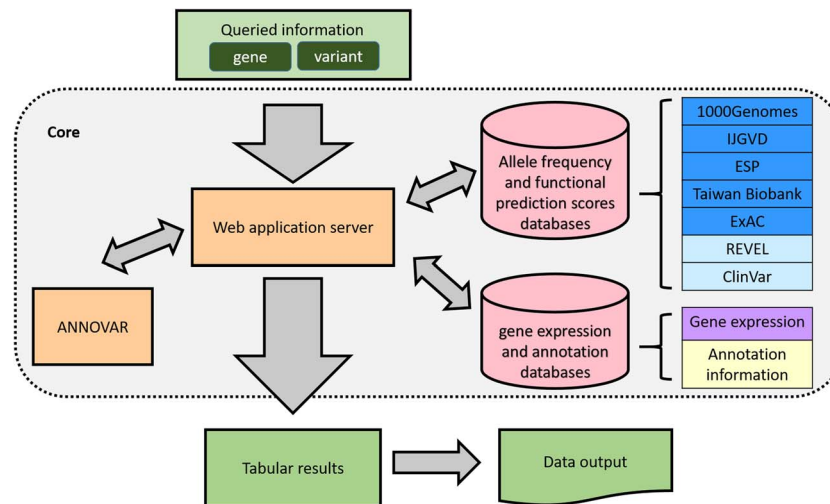 Queried information
gene
variant
Core
Web application server
ANNOVAR
Allele frequency
and functional
prediction scores
databases
1000Genomes
IJGVD
ESP
Taiwan Biobank
ExAC
REVEL
ClinVar
gene expression
and annotation
databases
Gene expression
Annotation
information
Tabular results
Data output